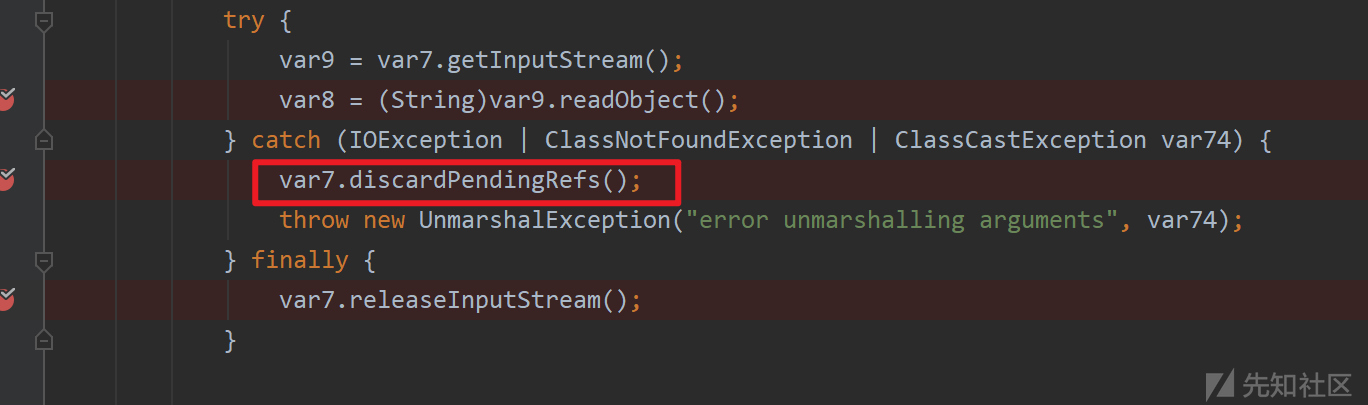 try {
var9 = var7.getInputStream();
var8 = (String)var9.readObject();
} catch (IOException | ClassNotFoundException | ClassCastException var74) {
var7.discardPendingRefs();
throw new UnmarshalException("error unmarshalling arguments", var74);
} finally {
var7.releaseInputStream();
}
先知社区